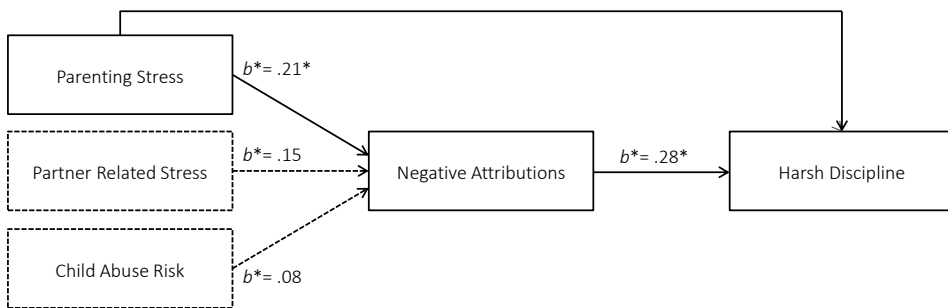 Parenting Stress
b*= .21*
Partner Related Stress
b*= .15
Negative Attributions
b*= .28*
Harsh Discipline
Child Abuse Risk
b*= .08